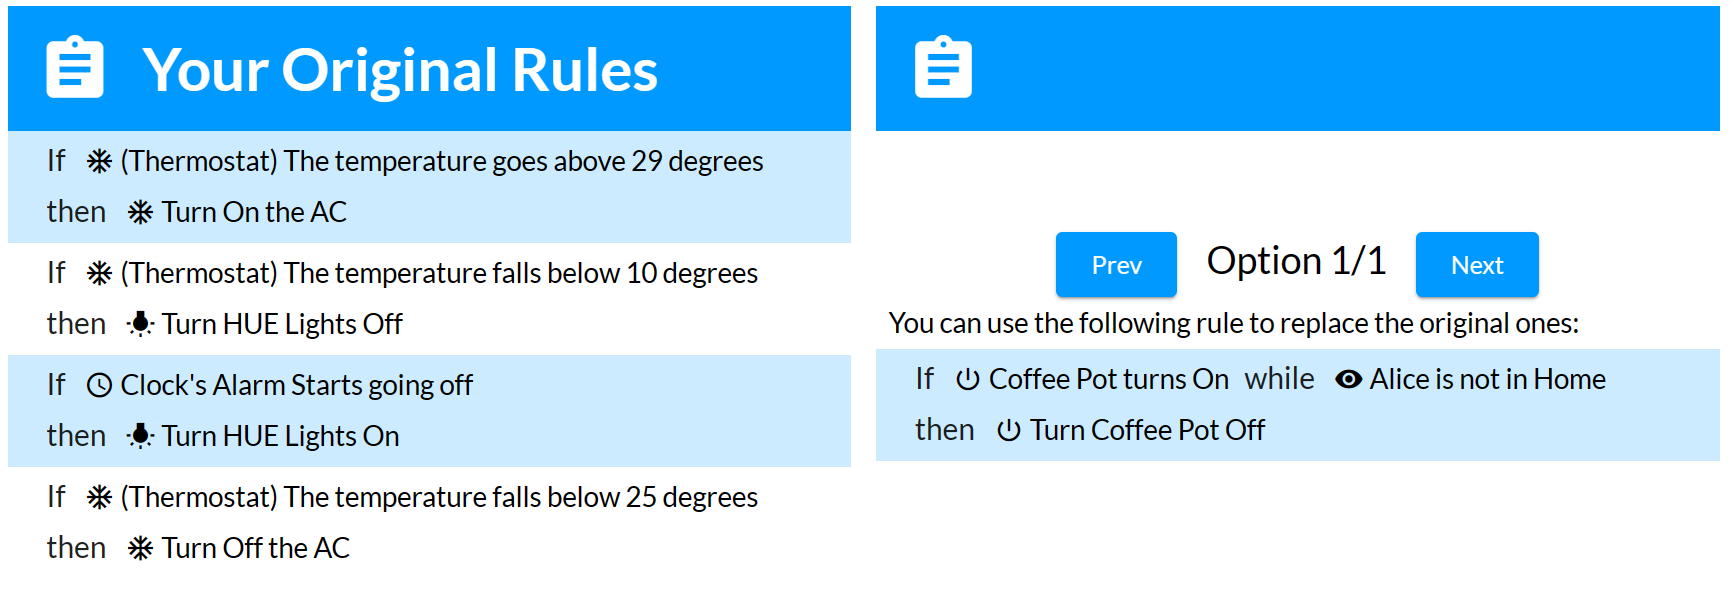 Your Original Rules
If (Thermostat) The temperature goes above 29 degrees
then Turn On the AC
If (Thermostat) The temperature falls below 10 degrees
then Turn HUE Lights Off
If Clock's Alarm Starts going off
then Turn HUE Lights On
If (Thermostat) The temperature falls below 25 degrees
then Turn Off the AC
Prev Option 1/1 Next
You can use the following rule to replace the original ones:
If Coffee Pot turns On while Alice is not in Home
then Turn Coffee Pot Off